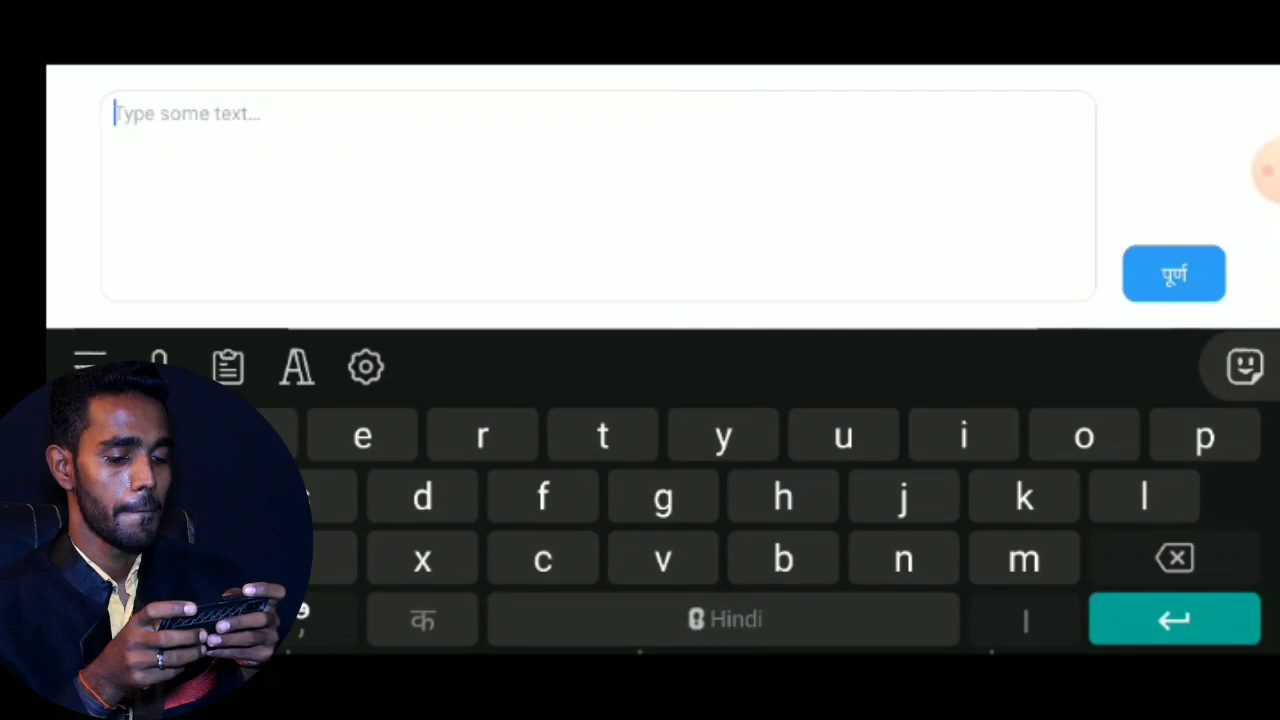 Type some text...
पूर्ण
e r t y u i o p
d f g h j k l
x c v b n m
, क Hindi |